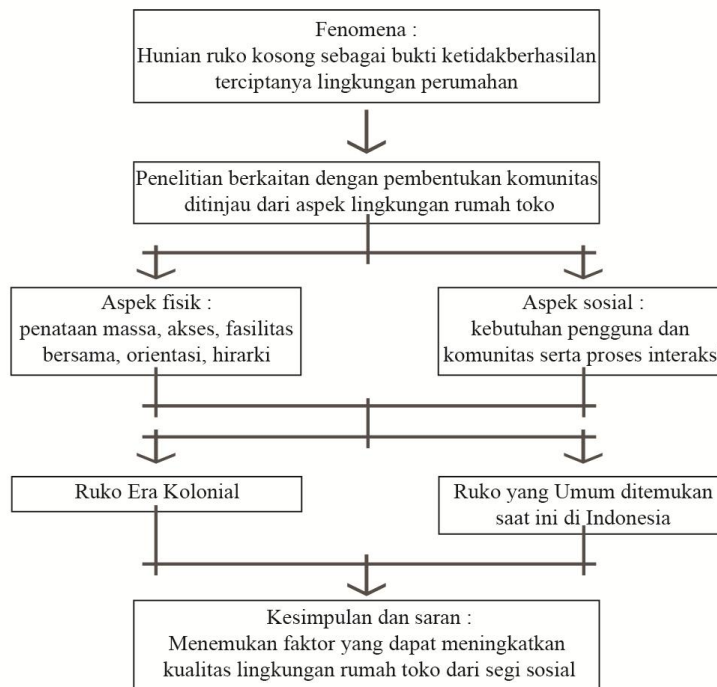 Fenomena :
Hunian ruko kosong sebagai bukti ketidakberhasilan
terciptanya lingkungan perumahan
Penelitian berkaitan dengan pembentukan komunitas
ditinjau dari aspek lingkungan rumah toko
Aspek fisik :
penataan massa, akses, fasilitas
bersama, orientasi, hirarki
Aspek sosial :
kebutuhan pengguna dan
komunitas serta proses interaks
Ruko Era Kolonial
Ruko yang Umum ditemukan
saat ini di Indonesia
Kesimpulan dan saran :
Menemukan faktor yang dapat meningkatkan
kualitas lingkungan rumah toko dari segi sosial